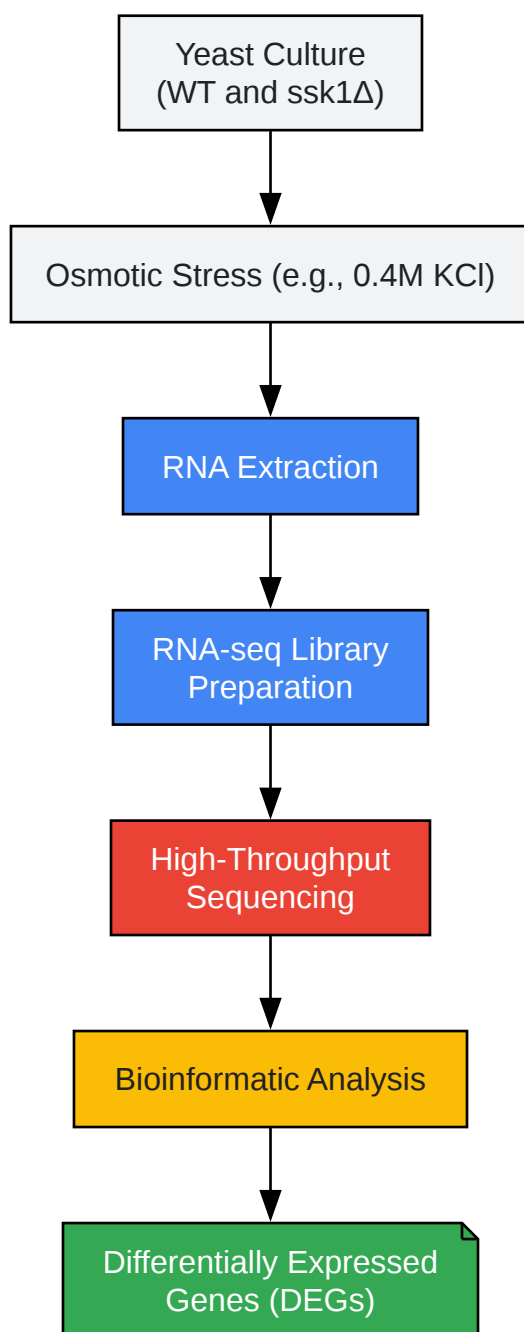 Yeast Culture
(WT and ssk1Δ)
Osmotic Stress (e.g., 0.4M KCl)
RNA Extraction
RNA-seq Library
Preparation
High-Throughput
Sequencing
Bioinformatic Analysis
Differentially Expressed
Genes (DEGs)